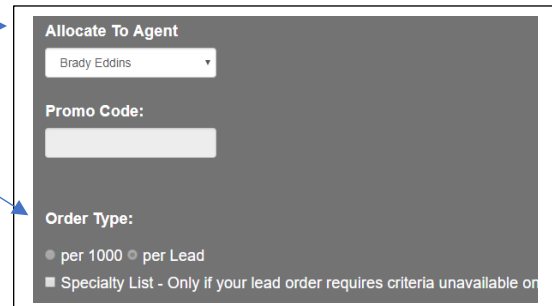 Allocate To Agent
Brady Eddins
Promo Code:
Order Type:
per 1000 per Lead
Specialty List - Only if your lead order requires criteria unavailable on